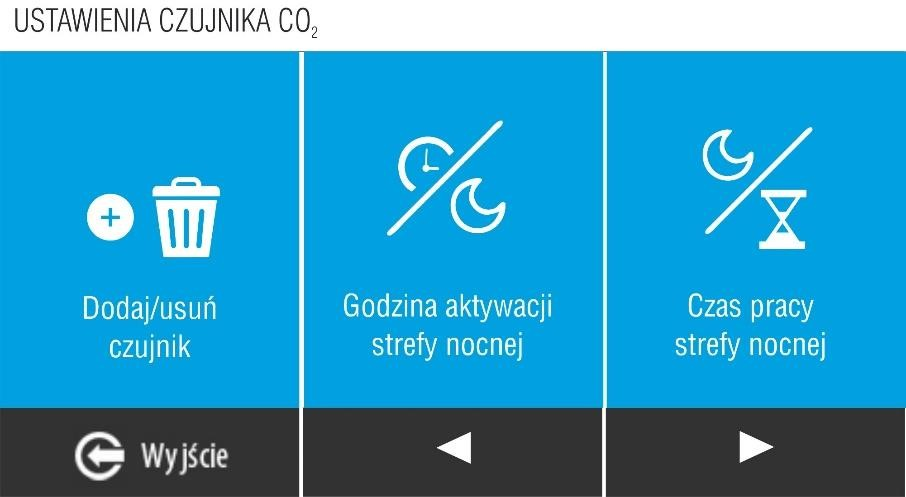 USTAWIENIA CZUJNIKA CO₂
Dodaj/usuń
czujnik
Godzina aktywacji
strefy nocnej
Czas pracy
strefy nocnej
Wyjście